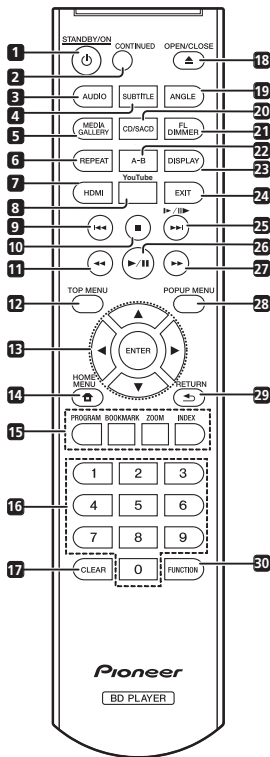 STANDBY/ON CONTINUED OPEN/CLOSE
1 2 18
AUDIO SUBTITLE ANGLE
3 4 19
MEDIA GALLERY CD/SACD FL DIMMER
5 20 21
REPEAT A-B DISPLAY
6 22 23
YouTube
HDMI EXIT
7 8 24
9 10 25
11 26 27
TOP MENU POPUP MENU
12 28
ENTER
13
HOME MENU RETURN
14 29
PROGRAM BOOKMARK ZOOM INDEX
15
1 2 3
16 4 5 6
7 8 9
17 CLEAR 0 FUNCTION 30
Pioneer
BD PLAYER